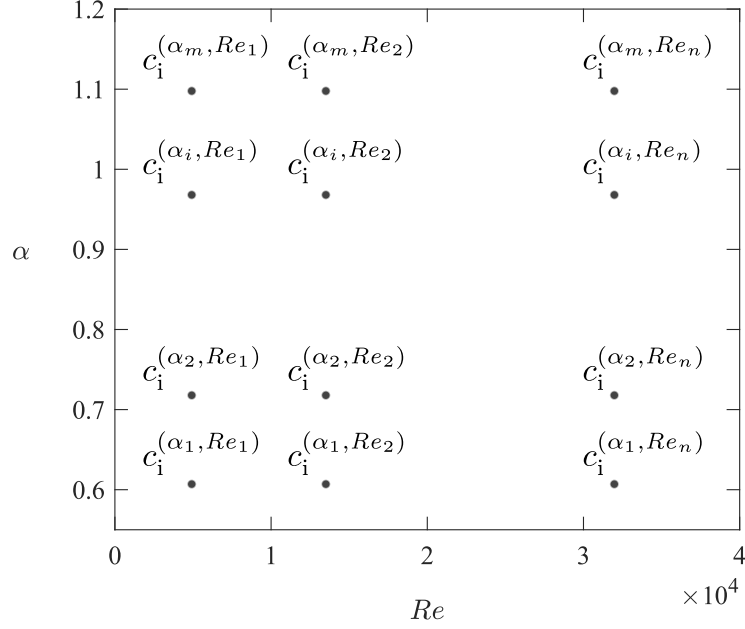 1.2
c_i^{(α_m,Re_1)} c_i^{(α_m,Re_2)} c_i^{(α_m,Re_n)}
1.1
c_i^{(α_i,Re_1)} c_i^{(α_i,Re_2)} c_i^{(α_i,Re_n)}
1
0.9
α
0.8
c_i^{(α_2,Re_1)} c_i^{(α_2,Re_2)} c_i^{(α_2,Re_n)}
0.7
c_i^{(α_1,Re_1)} c_i^{(α_1,Re_2)} c_i^{(α_1,Re_n)}
0.6
0 1 2 3 4
×10^4
Re